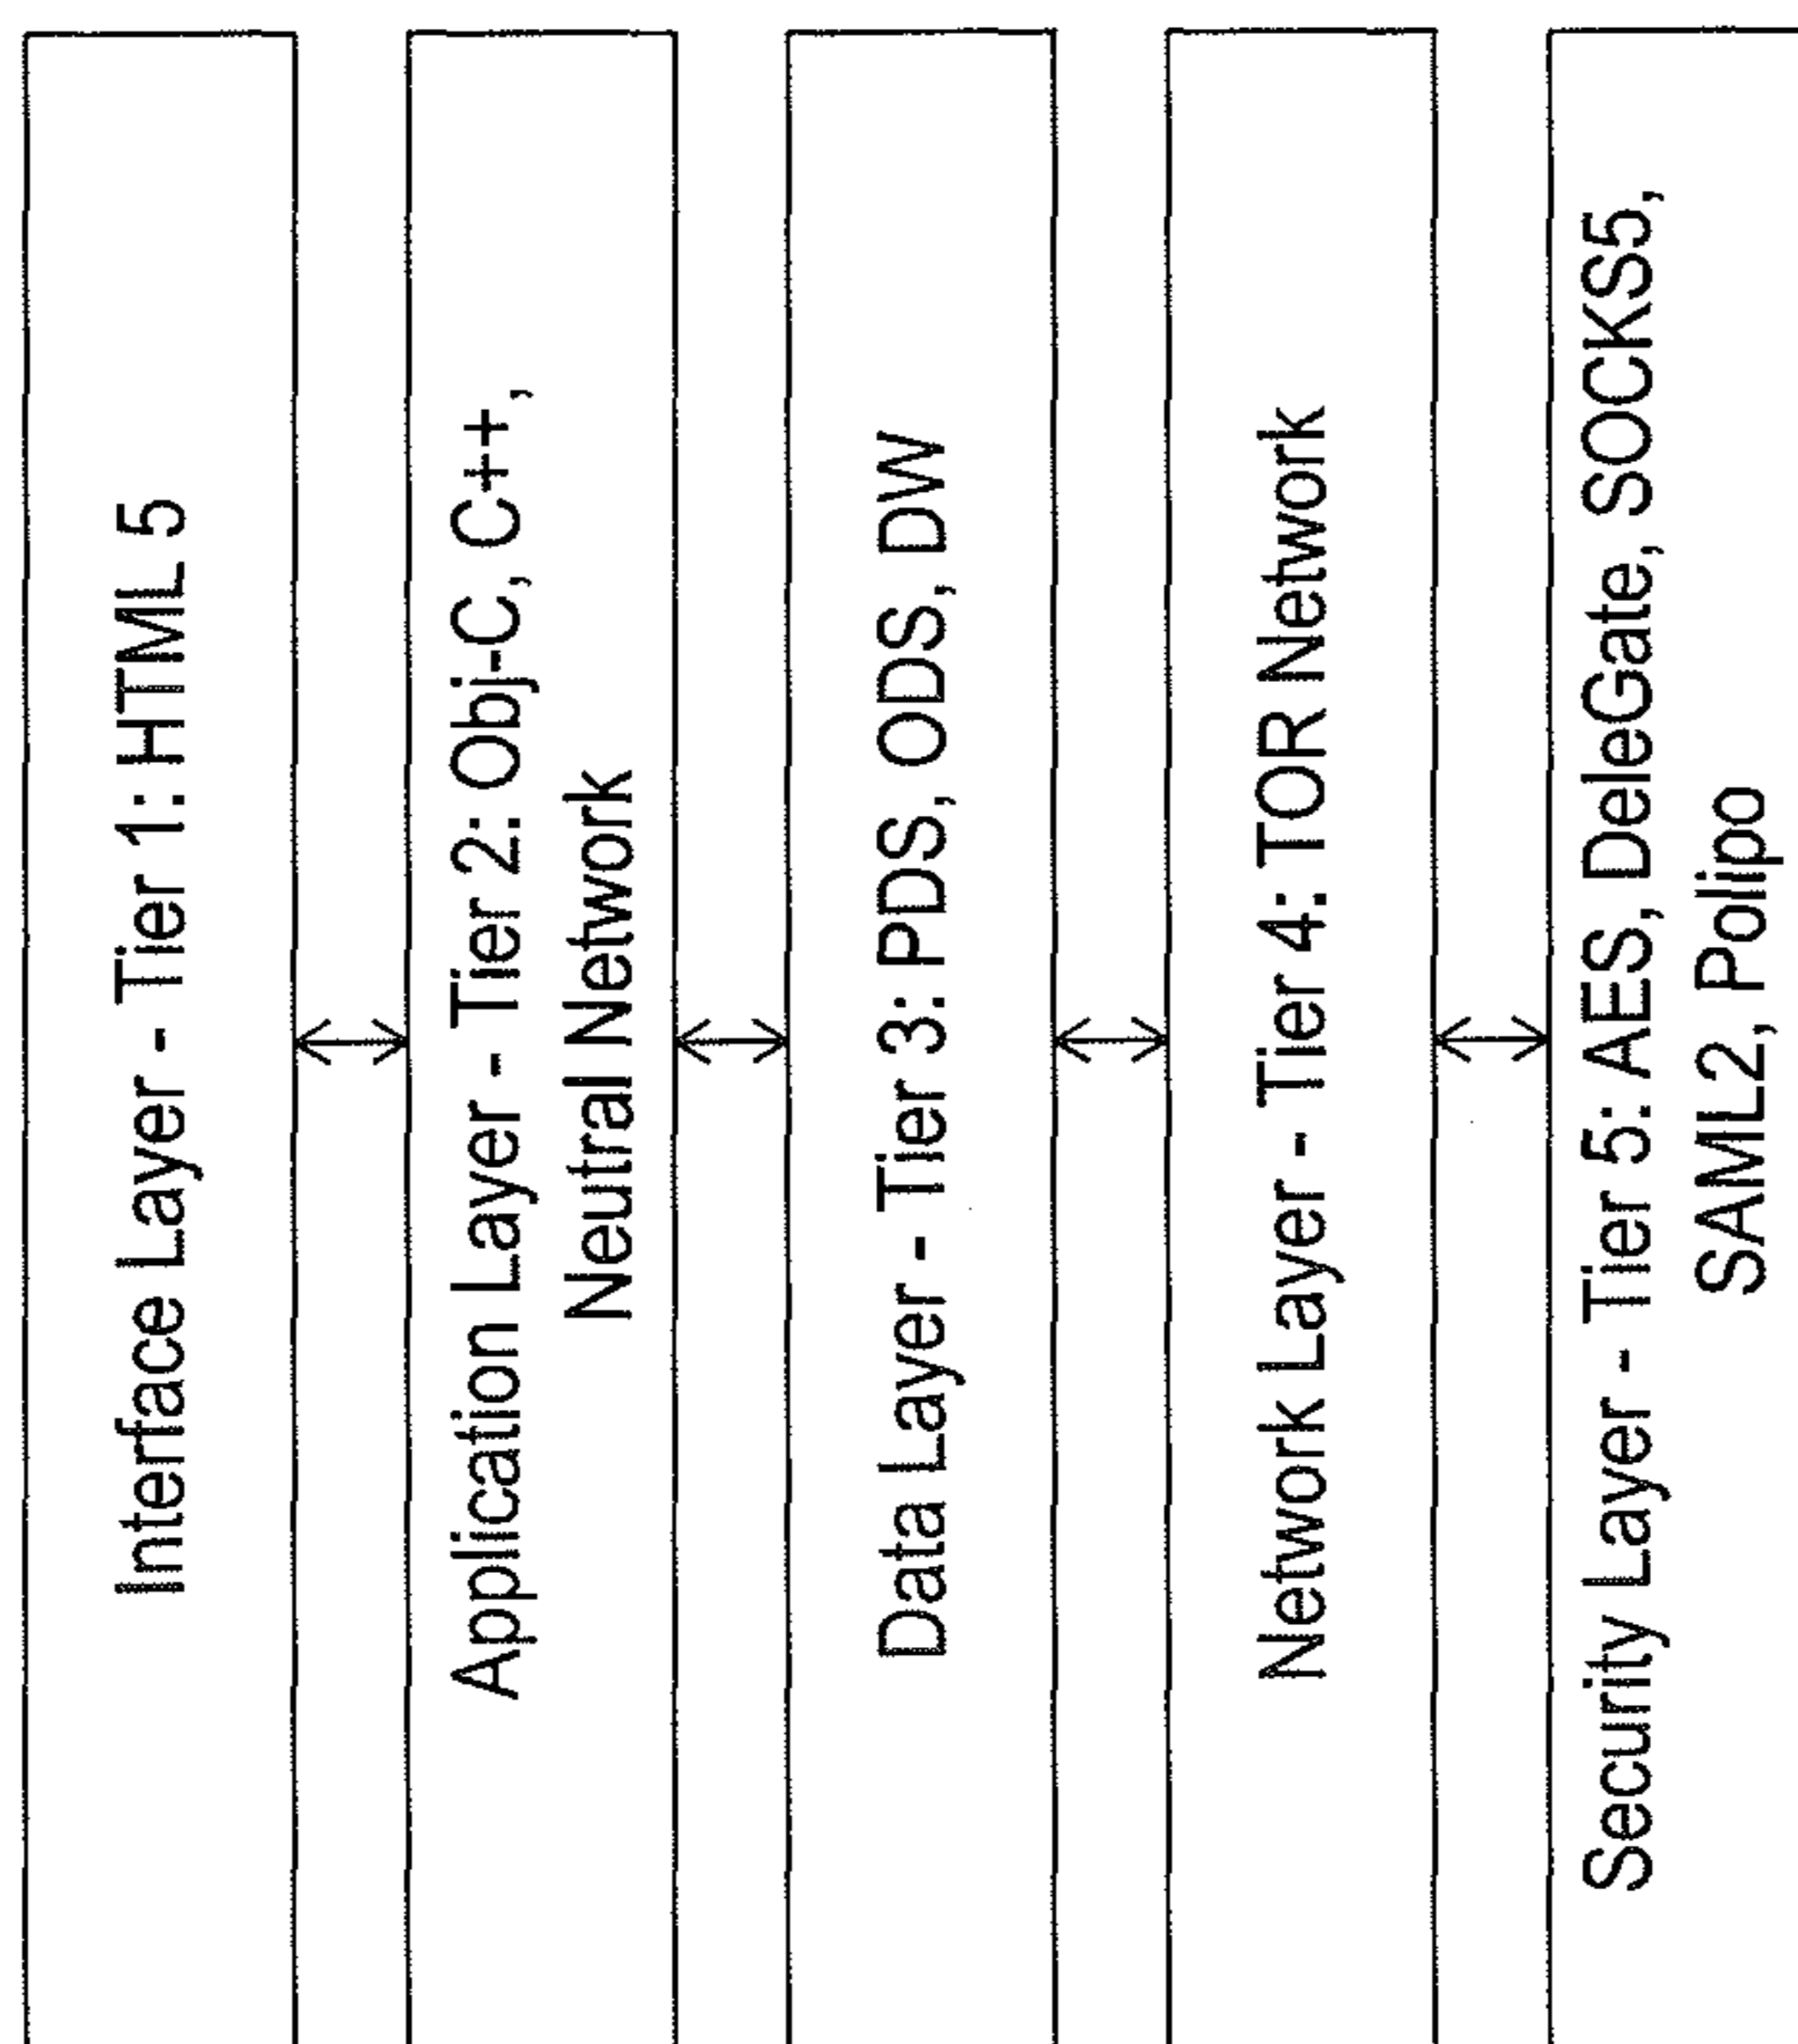 Interface Layer - Tier 1: HTML 5
Application Layer - Tier 2: Obj-C, C++,
Neutral Network
Data Layer - Tier 3: PDS, ODS, DW
Network Layer - Tier 4: TOR Network
Security Layer - Tier 5: AES, DeleGate, SOCKS5,
SAML2, Polipo